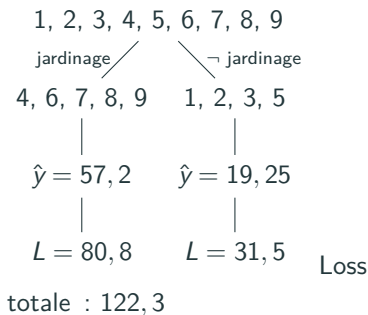 1, 2, 3, 4, 5, 6, 7, 8, 9
jardinage ¬ jardinage
4, 6, 7, 8, 9 1, 2, 3, 5
ŷ = 57, 2 ŷ = 19, 25
L = 80, 8 L = 31, 5 Loss
totale : 122, 3